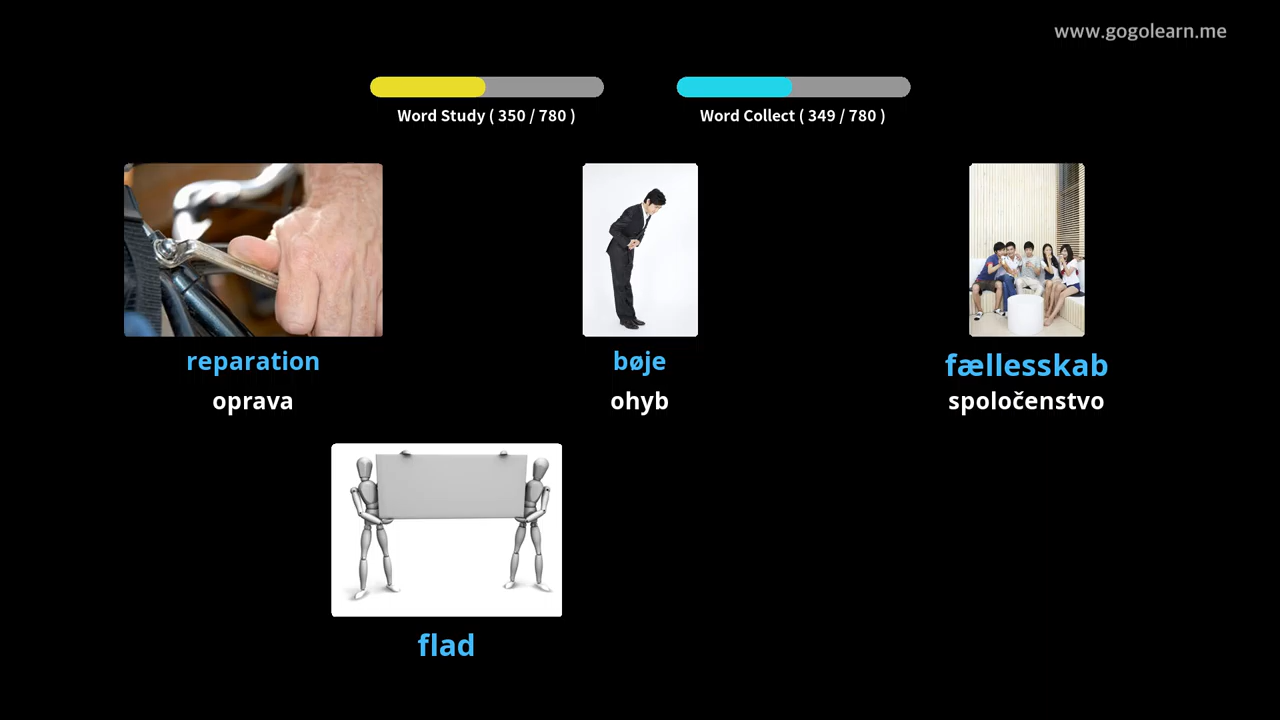 www.gogolearn.me
Word Study ( 350 / 780 )
Word Collect ( 349 / 780 )
reparation
bøje
fællesskab
oprava
ohyb
spoločenstvo
flad